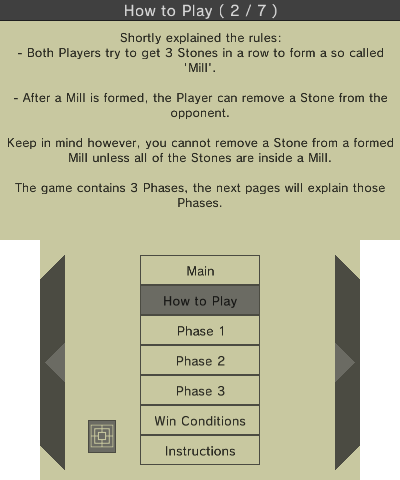 How to Play ( 2 / 7 )
Shortly explained the rules:
- Both Players try to get 3 Stones in a row to form a so called
'Mill'.
- After a Mill is formed, the Player can remove a Stone from the
opponent.
Keep in mind however, you cannot remove a Stone from a formed
Mill unless all of the Stones are inside a Mill.
The game contains 3 Phases, the next pages will explain those
Phases.
Main
How to Play
Phase 1
Phase 2
Phase 3
Win Conditions
Instructions